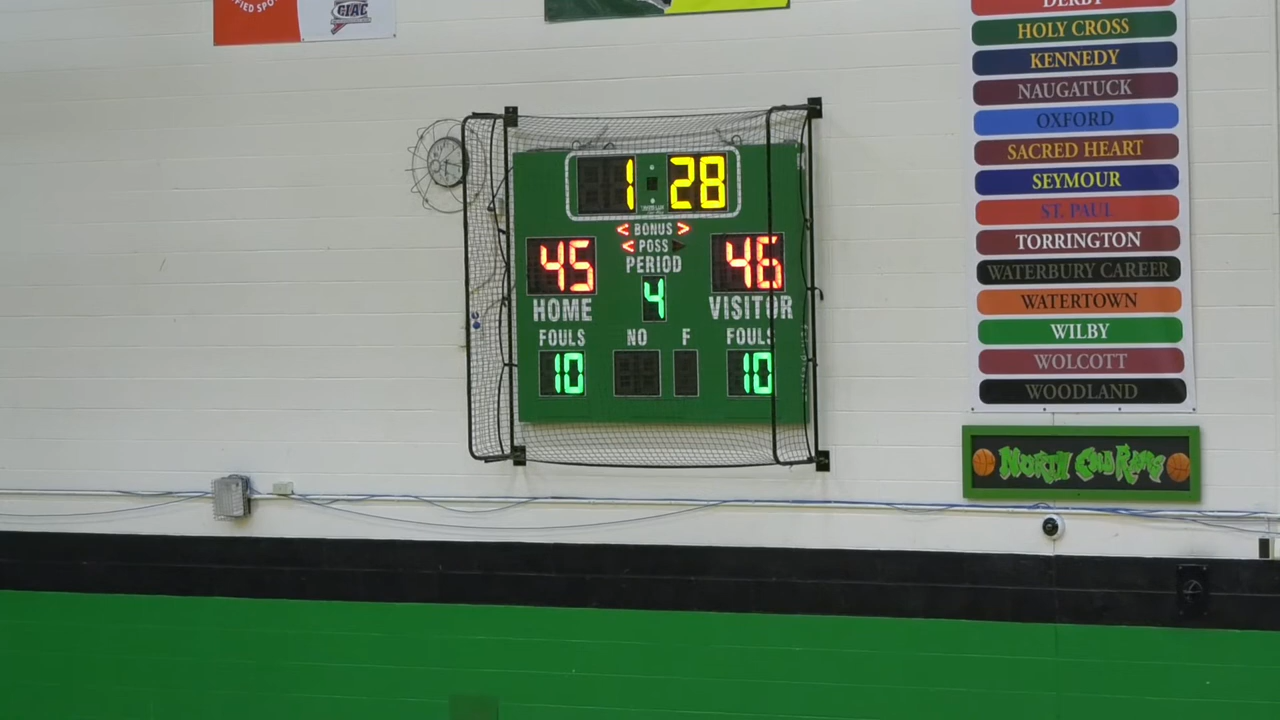 CIAC
DERBY
HOLY CROSS
KENNEDY
NAUGATUCK
OXFORD
SACRED HEART
SEYMOUR
ST. PAUL
TORRINGTON
WATERBURY CAREER
WATERTOWN
WILBY
WOLCOTT
WOODLAND
1:28
< BONUS >
< POSS >
45 46
PERIOD
4
HOME VISITOR
FOULS NO F FOULS
10 10
NORTH END RAMS